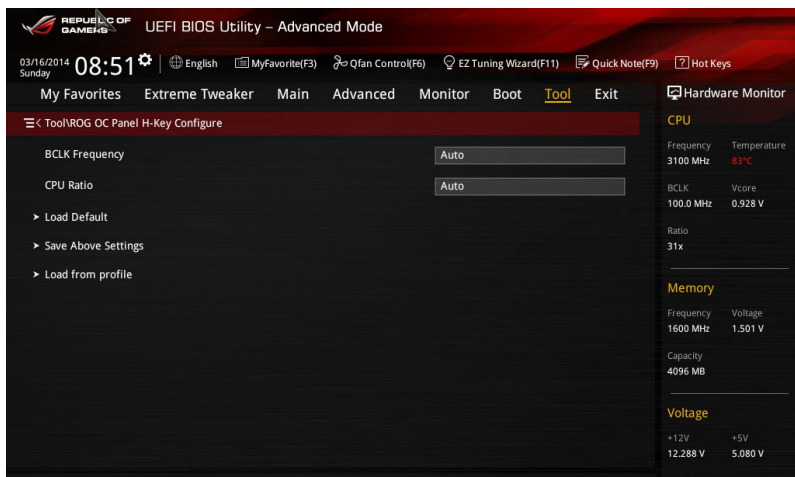 REPUBLIC OF
GAMERS
UEFI BIOS Utility – Advanced Mode
03/16/2014
Sunday
08:51
English
MyFavorite(F3)
Qfan Control(F6)
EZ Tuning Wizard(F11)
Quick Note(F9)
? Hot Keys
My Favorites
Extreme Tweaker
Main
Advanced
Monitor
Boot
Tool
Exit
Hardware Monitor
< Tool\ROG OC Panel H-Key Configure
BCLK Frequency
Auto
CPU Ratio
Auto
> Load Default
> Save Above Settings
> Load from profile
CPU
Frequency Temperature
3100 MHz 83°C
BCLK Vcore
100.0 MHz 0.928 V
Ratio
31x
Memory
Frequency Voltage
1600 MHz 1.501 V
Capacity
4096 MB
Voltage
+12V +5V
12.288 V 5.080 V